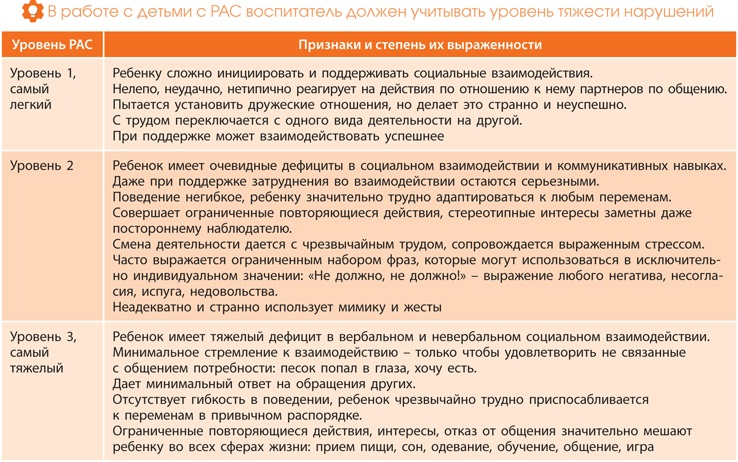 В работе с детьми с РАС воспитатель должен учитывать уровень тяжести нарушений
Уровень РАС
Признаки и степень их выраженности
Уровень 1,
самый
легкий
Ребенку сложно инициировать и поддерживать социальные взаимодействия.
Нелепо, неудачно, нетипично реагирует на действия по отношению к нему партнеров по общению.
Пытается установить дружеские отношения, но делает это странно и неуспешно.
С трудом переключается с одного вида деятельности на другой.
При поддержке может взаимодействовать успешнее
Уровень 2
Ребенок имеет очевидные дефициты в социальном взаимодействии и коммуникативных навыках.
Даже при поддержке затруднения во взаимодействии остаются серьезными.
Поведение негибкое, ребенку значительно трудно адаптироваться к любым переменам.
Совершает ограниченные повторяющиеся действия, стереотипные интересы заметны даже
постороннему наблюдателю.
Смена деятельности дается с чрезвычайным трудом, сопровождается выраженным стрессом.
Часто выражается ограниченным набором фраз, которые могут использоваться в исключитель-
но индивидуальном значении: «Не должно, не должно!» – выражение любого негатива, несогла-
сия, испуга, недовольства.
Неадекватно и странно использует мимику и жесты
Уровень 3,
самый
тяжелый
Ребенок имеет тяжелый дефицит в вербальном и невербальном социальном взаимодействии.
Минимальное стремление к взаимодействию – только чтобы удовлетворить не связанные
с общением потребности: песок попал в глаза, хочу есть.
Дает минимальный ответ на обращения других.
Отсутствует гибкость в поведении, ребенок чрезвычайно трудно приспосабливается
к переменам в привычном распорядке.
Ограниченные повторяющиеся действия, интересы, отказ от общения значительно мешают
ребенку во всех сферах жизни: прием пищи, сон, одевание, обучение, общение, игра